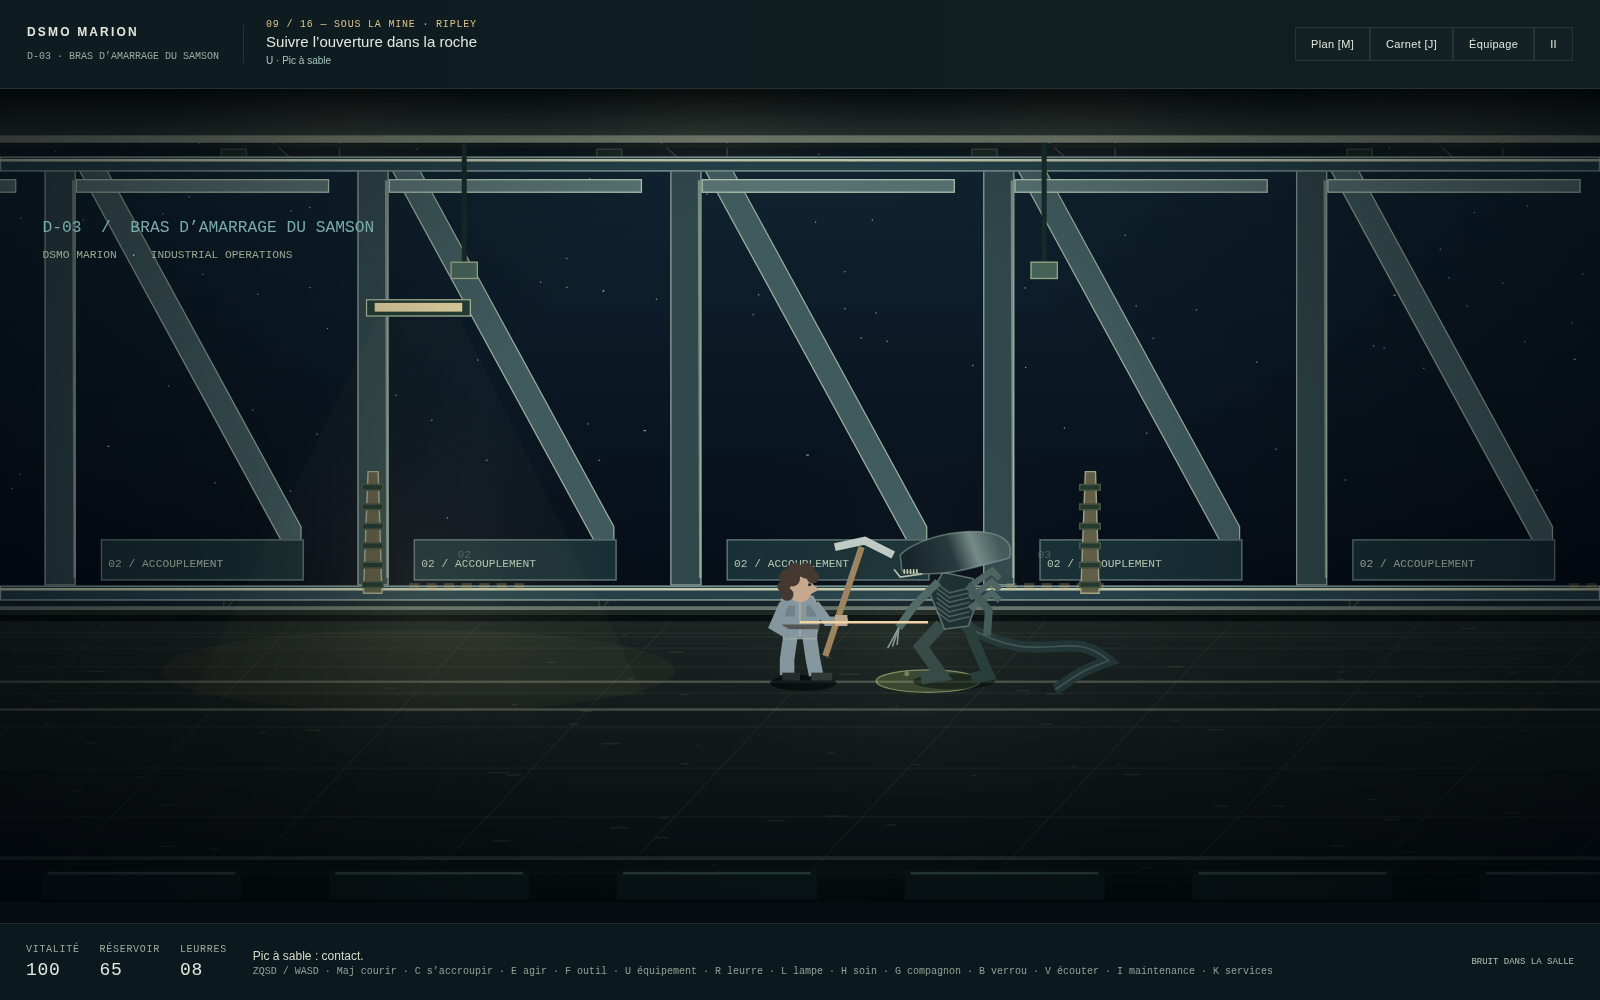 DSMO MARION
D-03 · BRAS D’AMARRAGE DU SAMSON
09 / 16 — SOUS LA MINE · RIPLEY
Suivre l’ouverture dans la roche
U · Pic à sable
Plan [M]
Carnet [J]
Équipage
II
D-03 / BRAS D’AMARRAGE DU SAMSON
DSMO MARION · INDUSTRIAL OPERATIONS
02
03
02 / ACCOUPLEMENT
02 / ACCOUPLEMENT
02 / ACCOUPLEMENT
02 / OUPLEMENT
02 / ACCOUPLEMENT
VITALITÉ
100
RÉSERVOIR
65
LEURRES
08
Pic à sable : contact.
ZQSD / WASD · Maj courir · C s’accroupir · E agir · F outil · U équipement · R leurre · L lampe · H soin · G compagnon · B verrou · V écouter · I maintenance · K services
BRUIT DANS LA SALLE